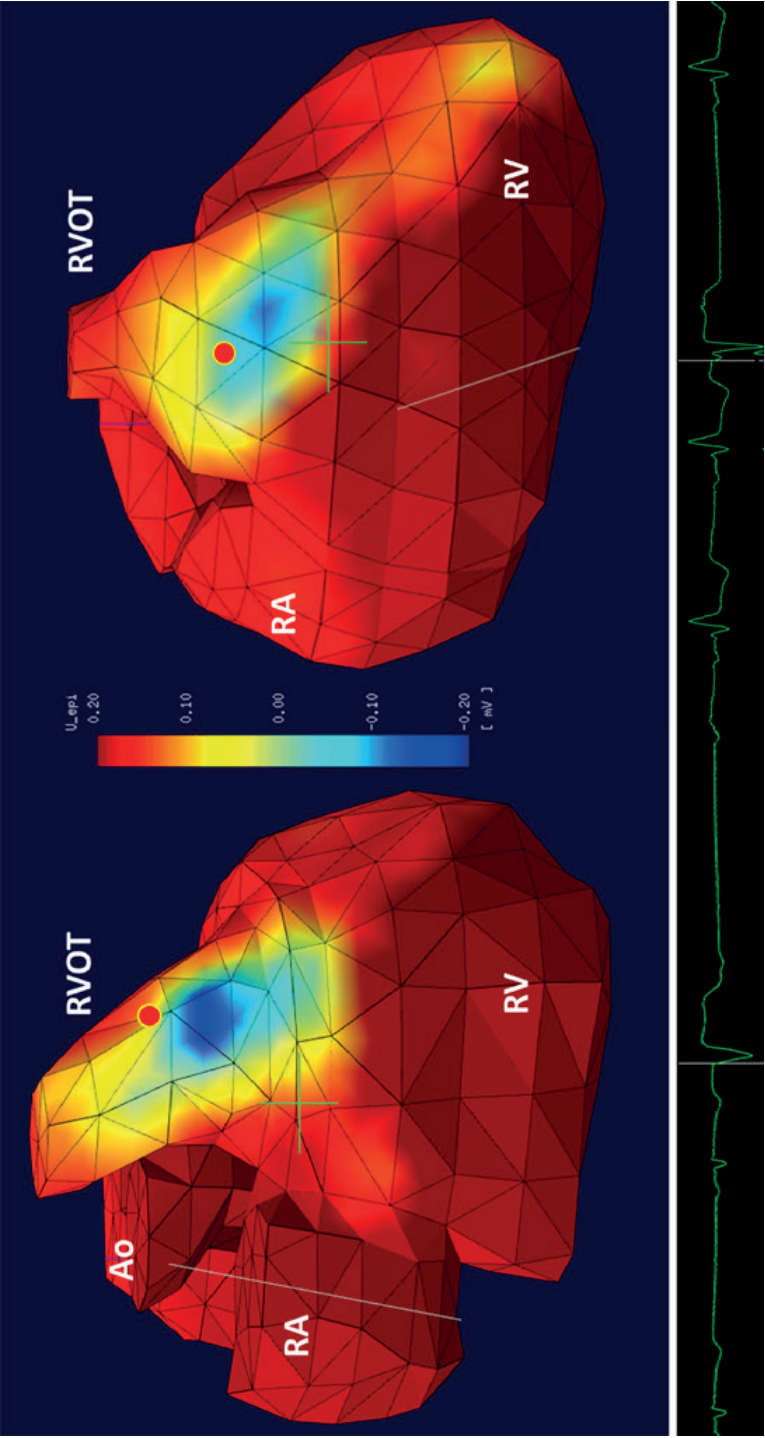 RVOT
Ao
RA
RV
U_epi
0.20
0.10
0.00
-0.10
-0.20
[ mV ]
RVOT
RA
RV